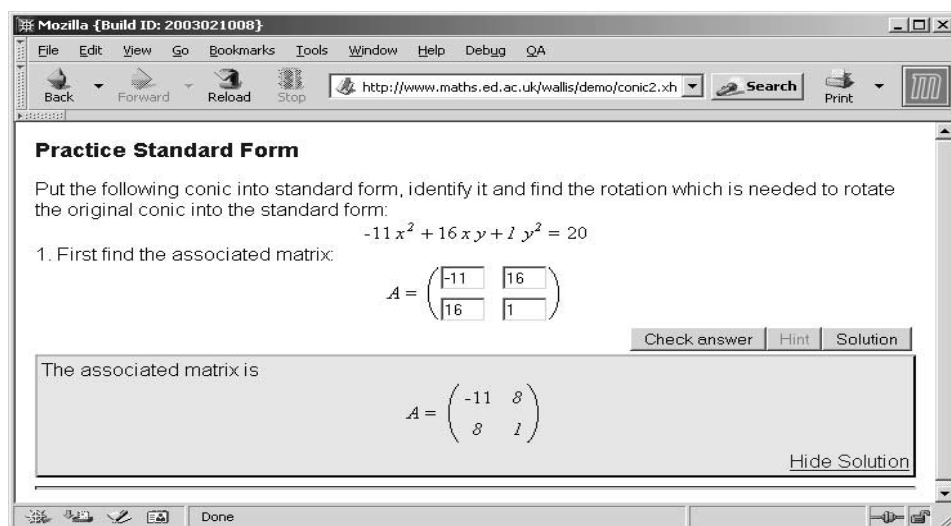 Mozilla {Build ID: 2003021008}
File Edit View Go Bookmarks Tools Window Help Debug QA
Back Forward Reload Stop http://www.maths.ed.ac.uk/wallis/demo/conic2.xh Search Print
Practice Standard Form
Put the following conic into standard form, identify it and find the rotation which is needed to rotate
the original conic into the standard form:
-11 x² + 16 x y + 1 y² = 20
1. First find the associated matrix:
A = ( -11 16
16 1 )
Check answer Hint Solution
The associated matrix is
A = ( -11 8
8 1 )
Hide Solution
Done